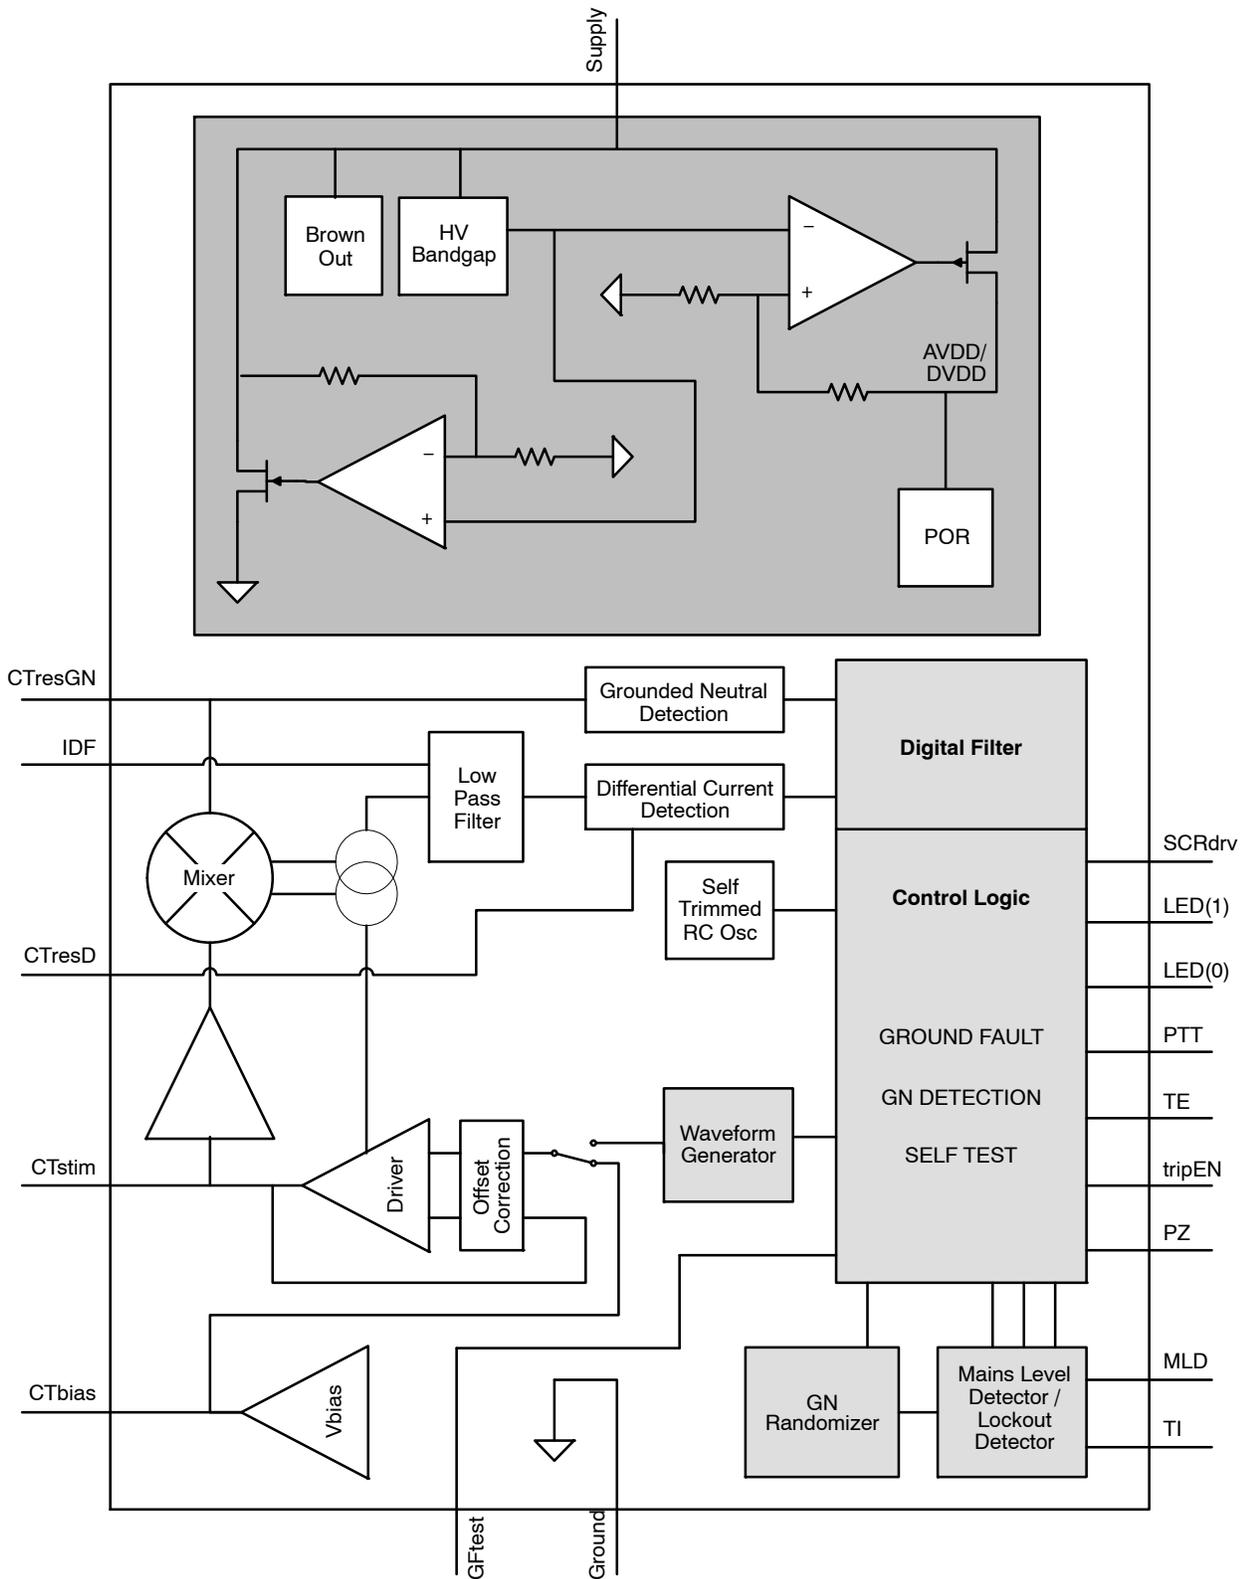 Supply
Brown
Out
HV
Bandgap
−
+
AVDD/
DVDD
−
+
POR
CTresGN
Grounded Neutral
Detection
IDF
Low
Pass
Filter
Differential Current
Detection
Digital Filter
Mixer
Self
Trimmed
RC Osc
Control Logic
SCRdrv
LED(1)
CTresD
LED(0)
GROUND FAULT
PTT
GN DETECTION
TE
Waveform
Generator
SELF TEST
CTstim
Driver
Offset
Correction
tripEN
PZ
CTbias
Vbias
GN
Randomizer
Mains Level
Detector /
Lockout
Detector
MLD
TI
GFtest
Ground